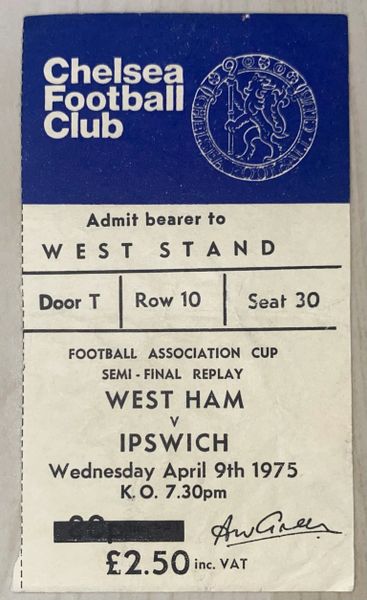 Chelsea
Football
Club
Admit bearer to
WEST STAND
Door T Row 10 Seat 30
FOOTBALL ASSOCIATION CUP
SEMI - FINAL REPLAY
WEST HAM
v
IPSWICH
Wednesday April 9th 1975
K.O. 7.30pm
£2.50 inc. VAT